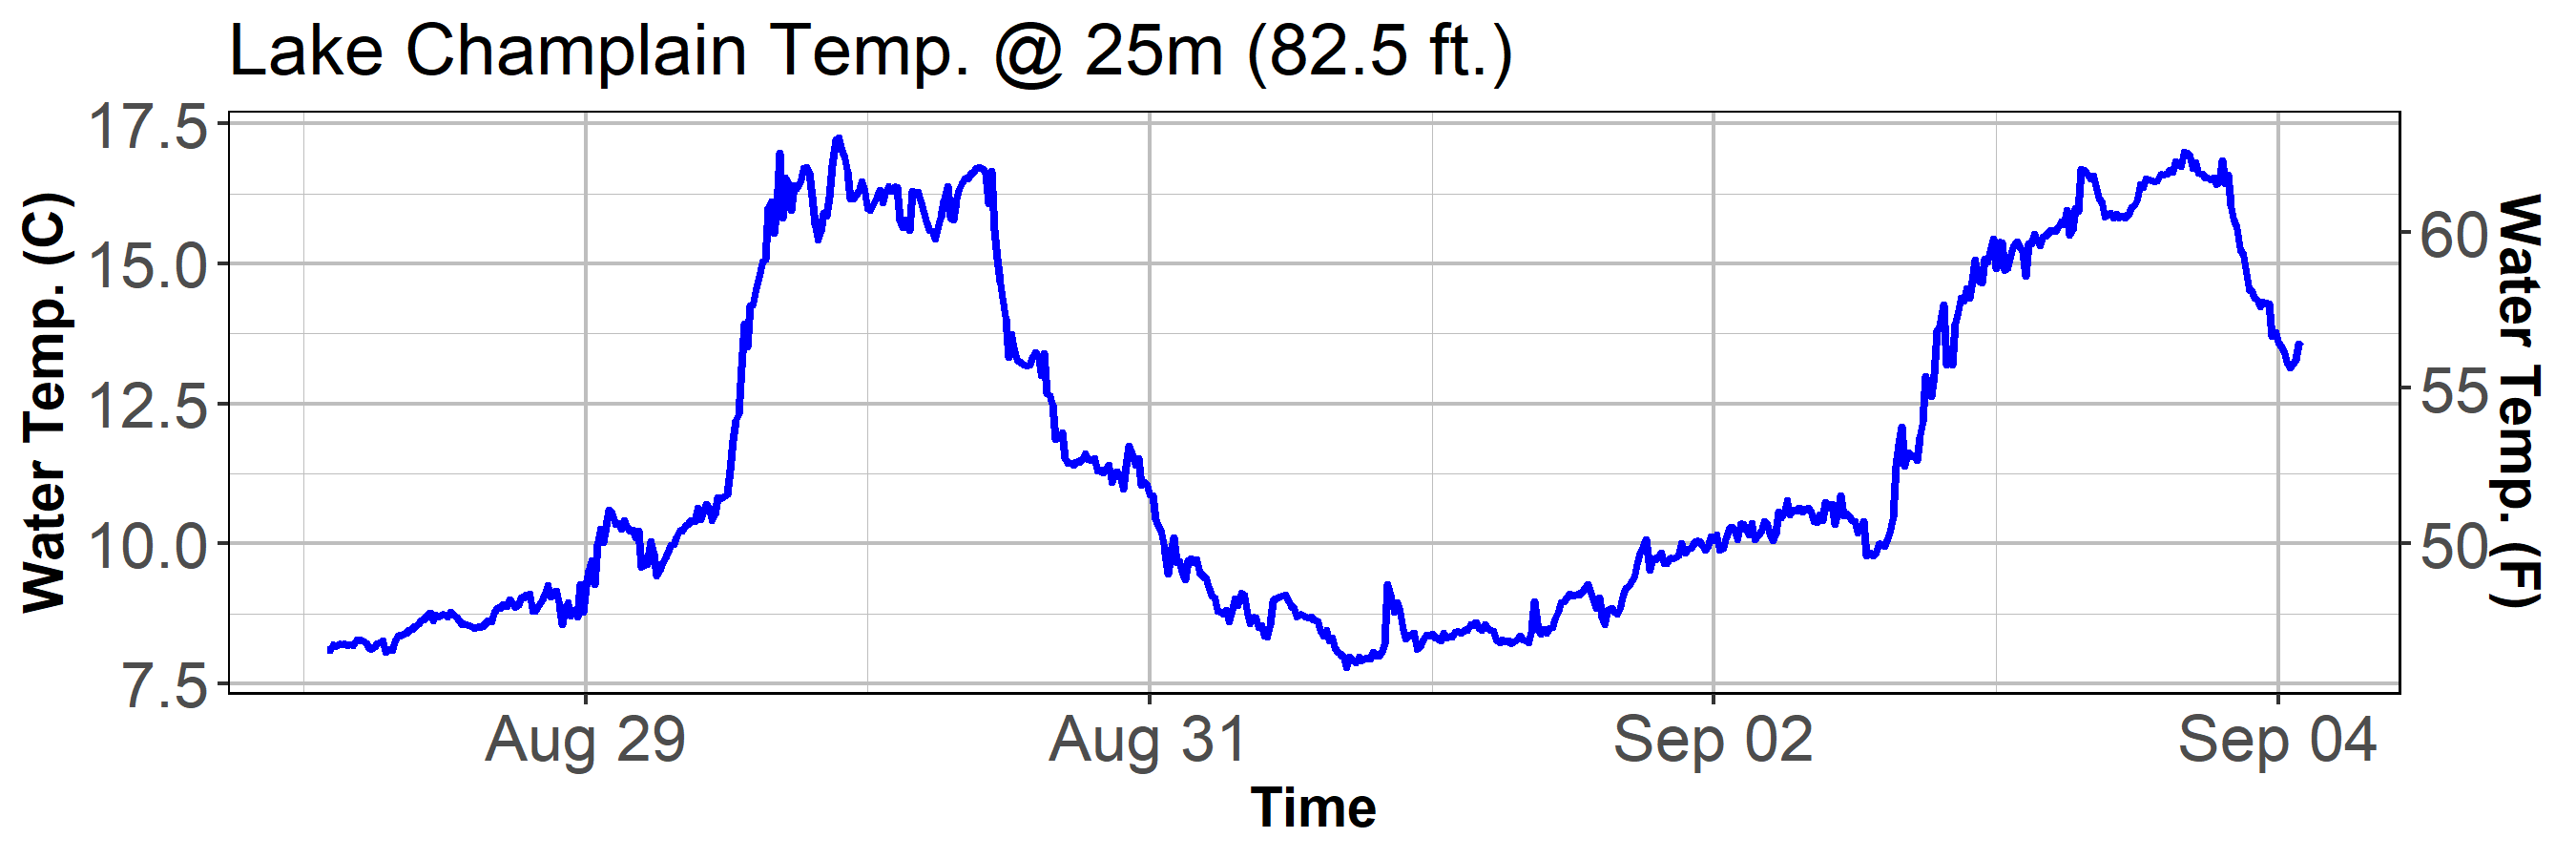 Lake Champlain Temp. @ 25m (82.5 ft.)
Water Temp. (C)
17.5
15.0
12.5
10.0
7.5
60
55
50
Water Temp. (F)
Aug 29
Aug 31
Sep 02
Sep 04
Time